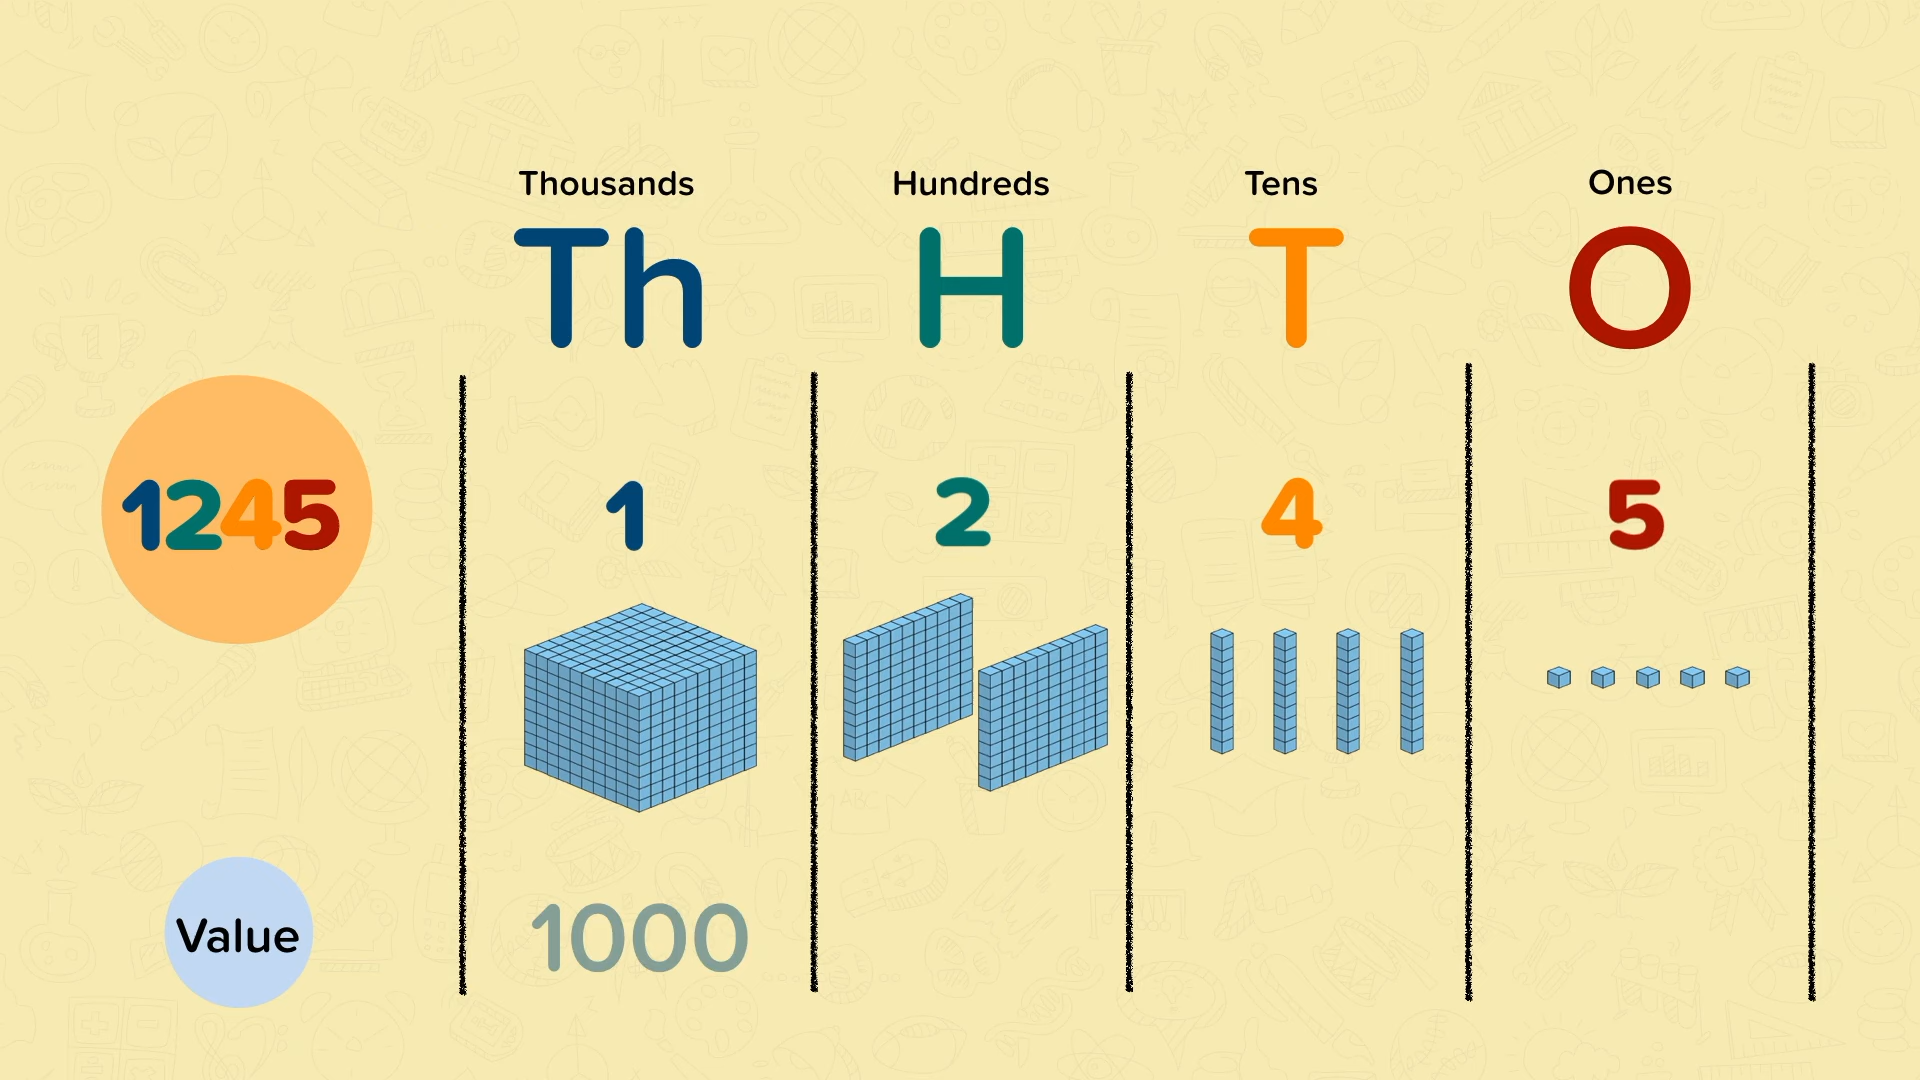 Thousands Hundreds Tens Ones
Th H T O
1245 1 2 4 5
Value 1000